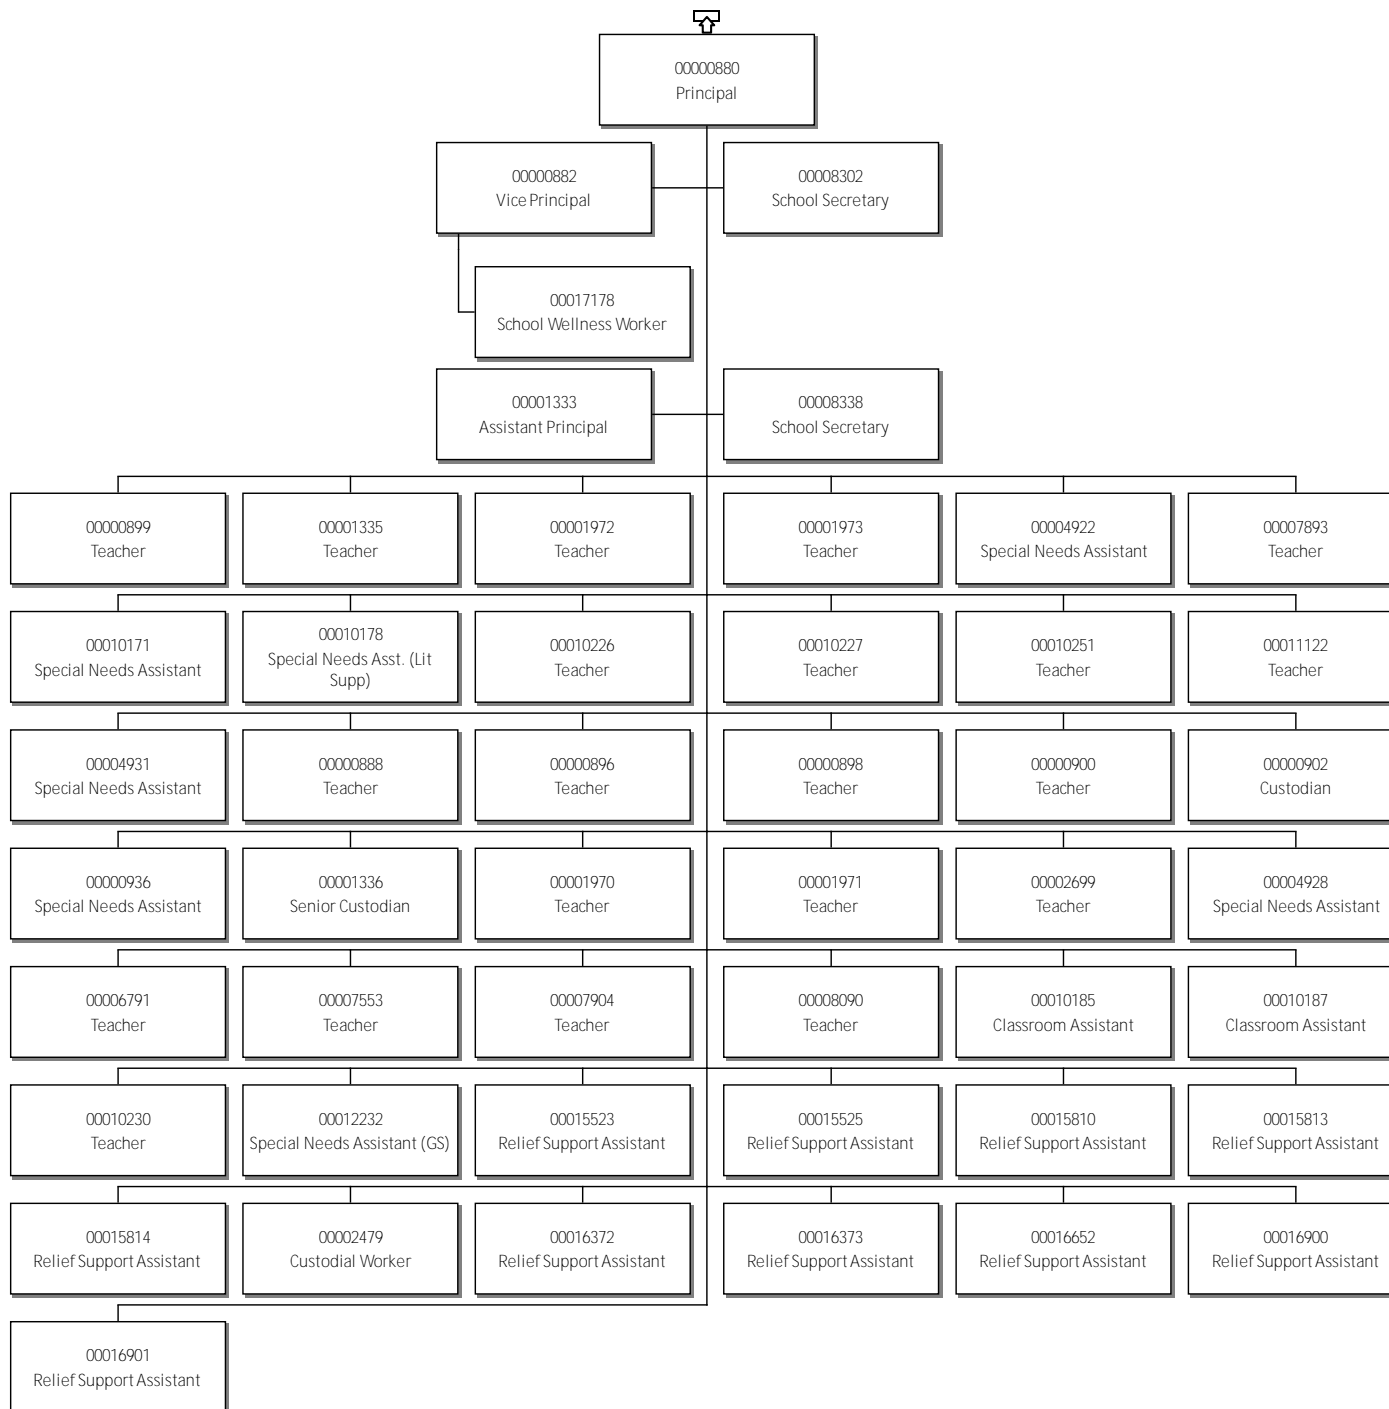 00000880
Principal
00000882
Vice Principal
00008302
School Secretary
00017178
School Wellness Worker
00001333
Assistant Principal
00008338
School Secretary
00000899
Teacher
00001335
Teacher
00001972
Teacher
00001973
Teacher
00004922
Special Needs Assistant
00007893
Teacher
00010171
Special Needs Assistant
00010178
Special Needs Asst. (Lit
Supp)
00010226
Teacher
00010227
Teacher
00010251
Teacher
00011122
Teacher
00004931
Special Needs Assistant
00000888
Teacher
00000896
Teacher
00000898
Teacher
00000900
Teacher
00000902
Custodian
00000936
Special Needs Assistant
00001336
Senior Custodian
00001970
Teacher
00001971
Teacher
00002699
Teacher
00004928
Special Needs Assistant
00006791
Teacher
00007553
Teacher
00007904
Teacher
00008090
Teacher
00010185
Classroom Assistant
00010187
Classroom Assistant
00010230
Teacher
00012232
Special Needs Assistant (GS)
00015523
Relief Support Assistant
00015525
Relief Support Assistant
00015810
Relief Support Assistant
00015813
Relief Support Assistant
00015814
Relief Support Assistant
00002479
Custodial Worker
00016372
Relief Support Assistant
00016373
Relief Support Assistant
00016652
Relief Support Assistant
00016900
Relief Support Assistant
00016901
Relief Support Assistant